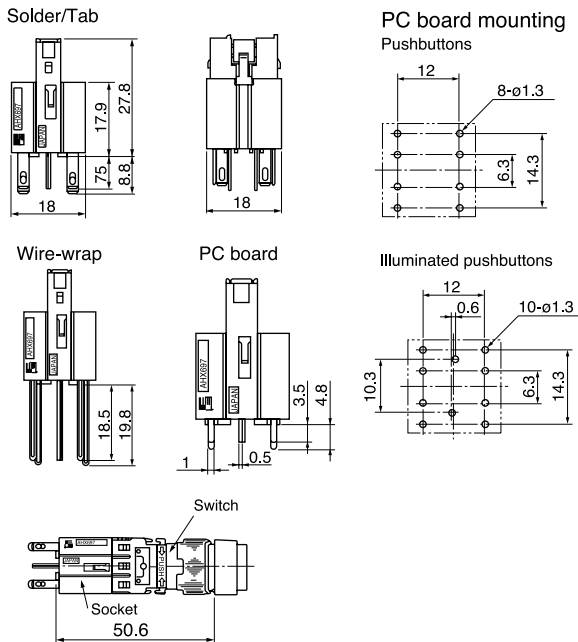 Solder/Tab
PC board mounting
Pushbuttons
12
8-ø1.3
6.3
14.3
AHX697
JAPAN
17.9
27.8
75
8.8
18
18
Wire-wrap
PC board
Illuminated pushbuttons
12
0.6
10-ø1.3
10.3
6.3
14.3
AHX697
JAPAN
18.5
19.8
AHX697
JAPAN
3.5
4.8
1
0.5
Switch
AHX697
JAPAN
PUSH
Socket
50.6